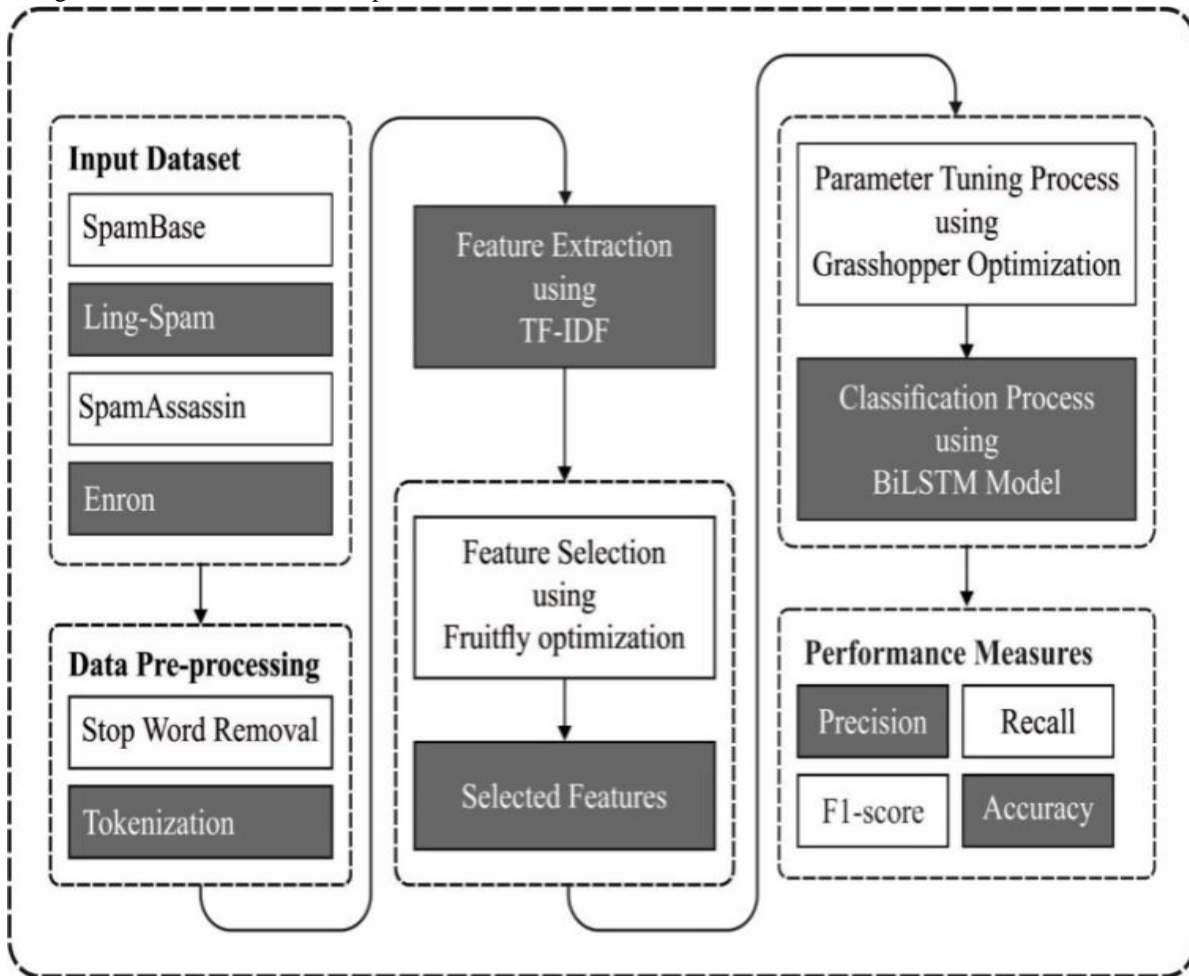 Input Dataset
SpamBase
Ling-Spam
SpamAssassin
Enron
Data Pre-processing
Stop Word Removal
Tokenization
Feature Extraction
using
TF-IDF
Feature Selection
using
Fruitfly optimization
Selected Features
Parameter Tuning Process
using
Grasshopper Optimization
Classification Process
using
BiLSTM Model
Performance Measures
Precision
Recall
F1-score
Accuracy